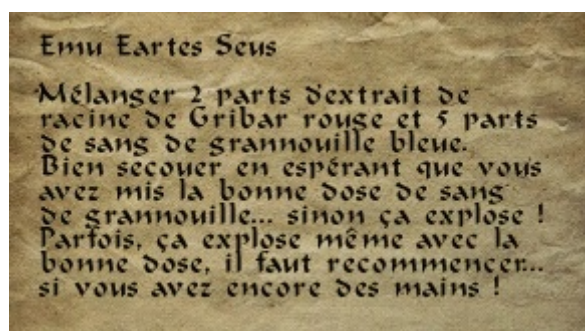 Emu Eartes Seus
Mélanger 2 parts d'extrait de
racine de Gribar rouge et 5 parts
de sang de grannouille bleue.
Bien secouer en espérant que vous
avez mis la bonne dose de sang
de grannouille... sinon ça explose !
Parfois, ça explose même avec la
bonne dose, il faut recommencer...
si vous avez encore des mains !